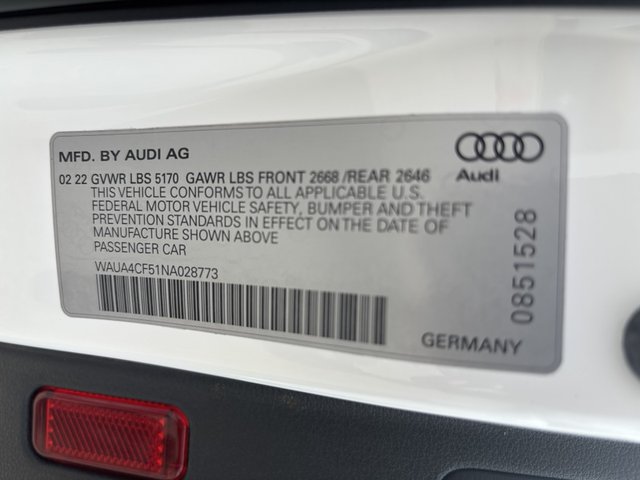 MFD. BY AUDI AG
Audi
02 22 GVWR LBS 5170 GAWR LBS FRONT 2668 /REAR 2646
THIS VEHICLE CONFORMS TO ALL APPLICABLE U.S.
FEDERAL MOTOR VEHICLE SAFETY, BUMPER AND THEFT
PREVENTION STANDARDS IN EFFECT ON THE DATE OF
MANUFACTURE SHOWN ABOVE
PASSENGER CAR
WAUA4CF51NA028773
0851528
GERMANY